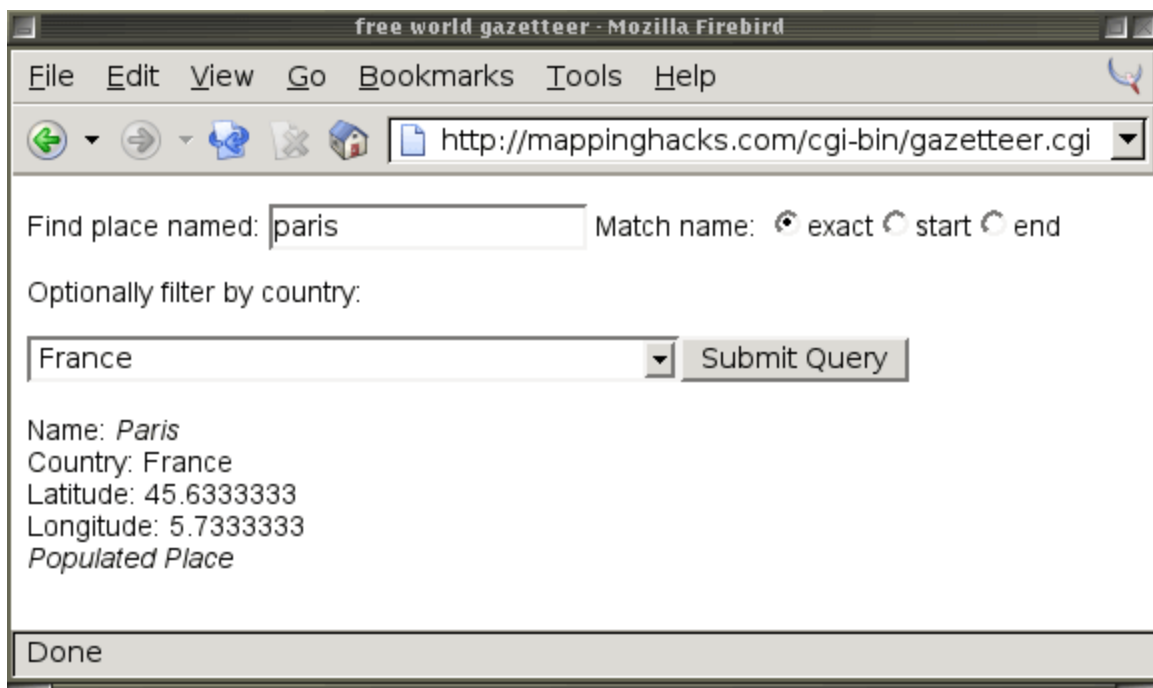 free world gazetteer - Mozilla Firebird
File Edit View Go Bookmarks Tools Help
http://mappinghacks.com/cgi-bin/gazetteer.cgi
Find place named: paris Match name: exact start end
Optionally filter by country:
France Submit Query
Name: Paris
Country: France
Latitude: 45.6333333
Longitude: 5.7333333
Populated Place
Done